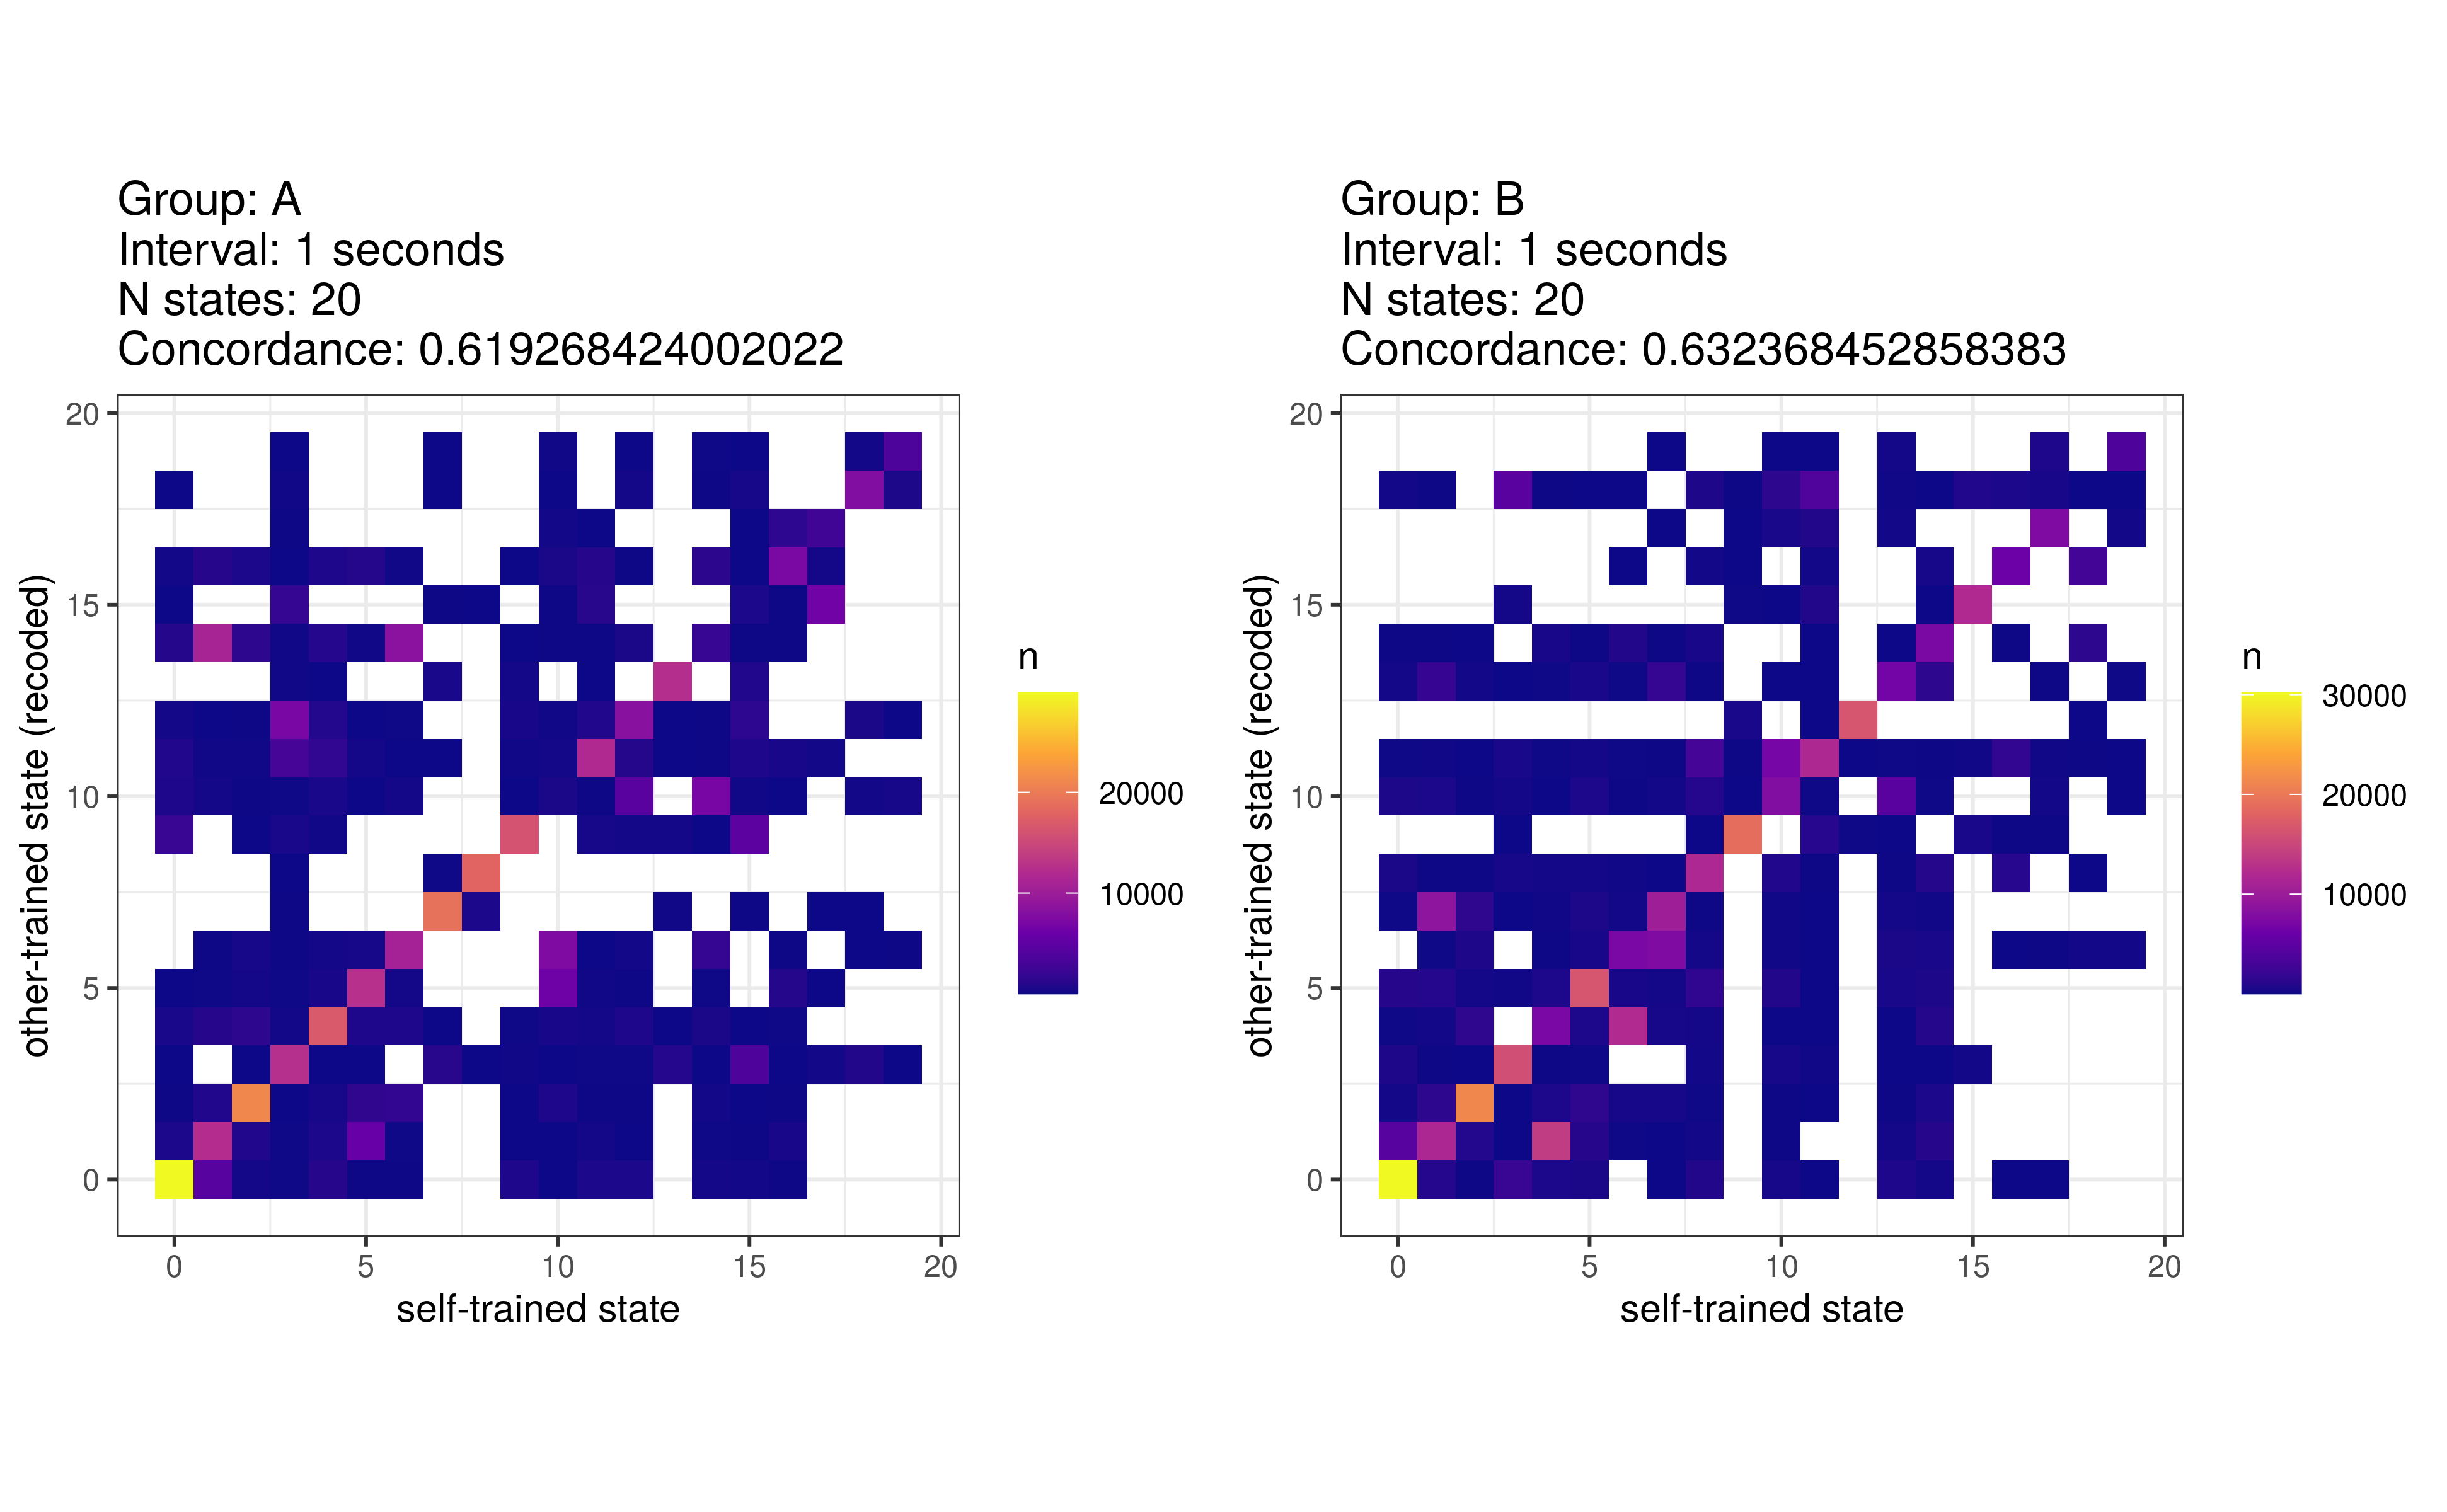 Group: A
Interval: 1 seconds
N states: 20
Concordance: 0.619268424002022
20
15
10
5
0
0 5 10 15 20
self-trained state
other-trained state (recoded)
n
20000
10000
Group: B
Interval: 1 seconds
N states: 20
Concordance: 0.632368452858383
20
15
10
5
0
0 5 10 15 20
self-trained state
other-trained state (recoded)
n
30000
20000
10000